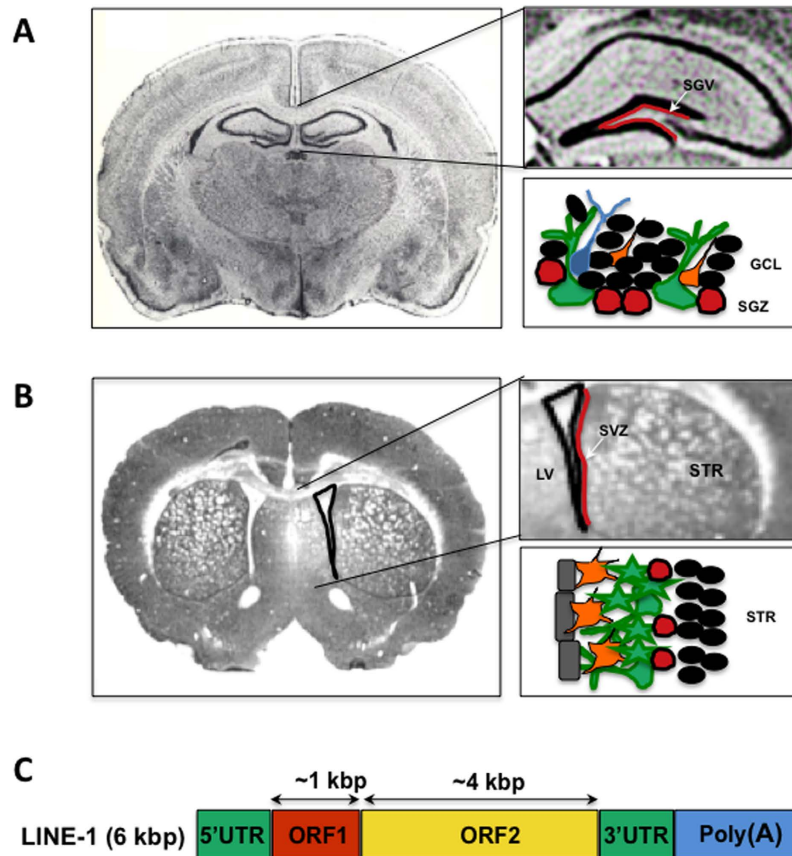 A
SGV
GCL
SGZ
B
SVZ
LV
STR
STR
C
~1 kbp
~4 kbp
LINE-1 (6 kbp)
5'UTR
ORF1
ORF2
3'UTR
Poly(A)